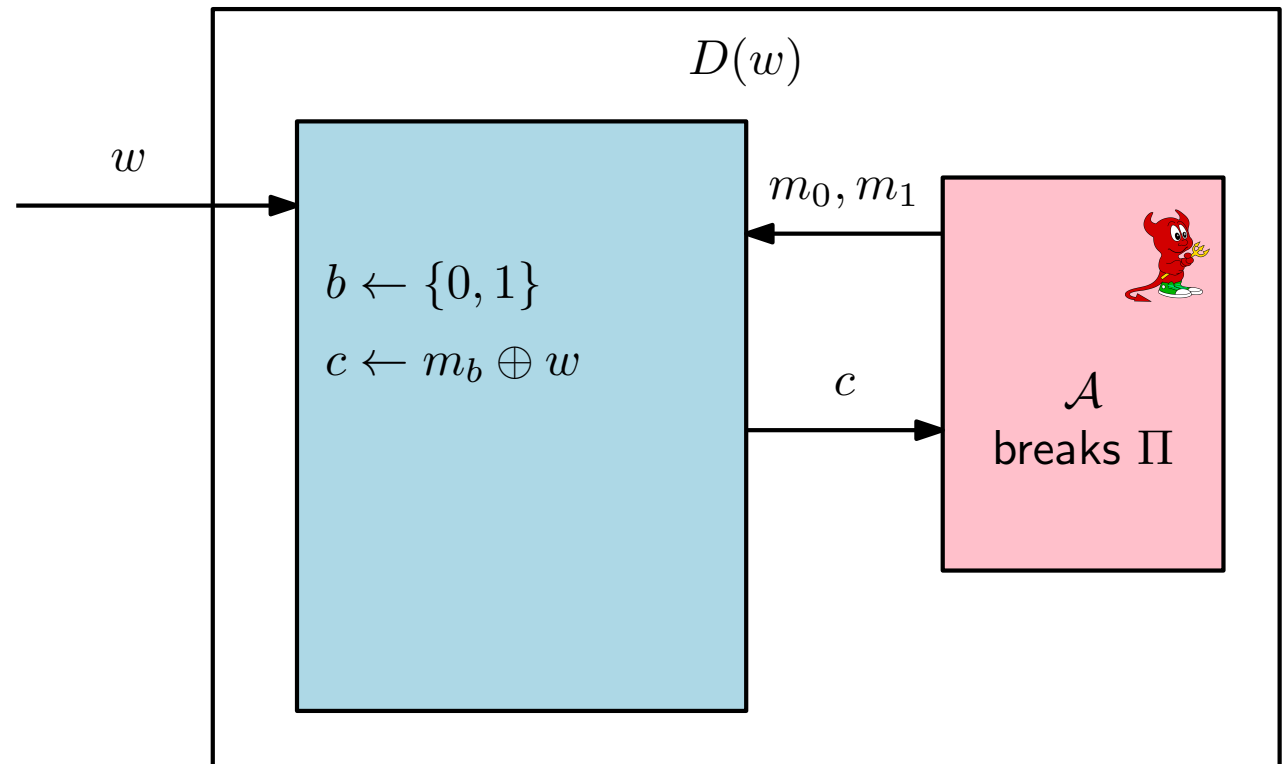 D(w)
w
m₀, m₁
b ← {0, 1}
c ← m_b ⊕ w
c
𝒜
breaks Π